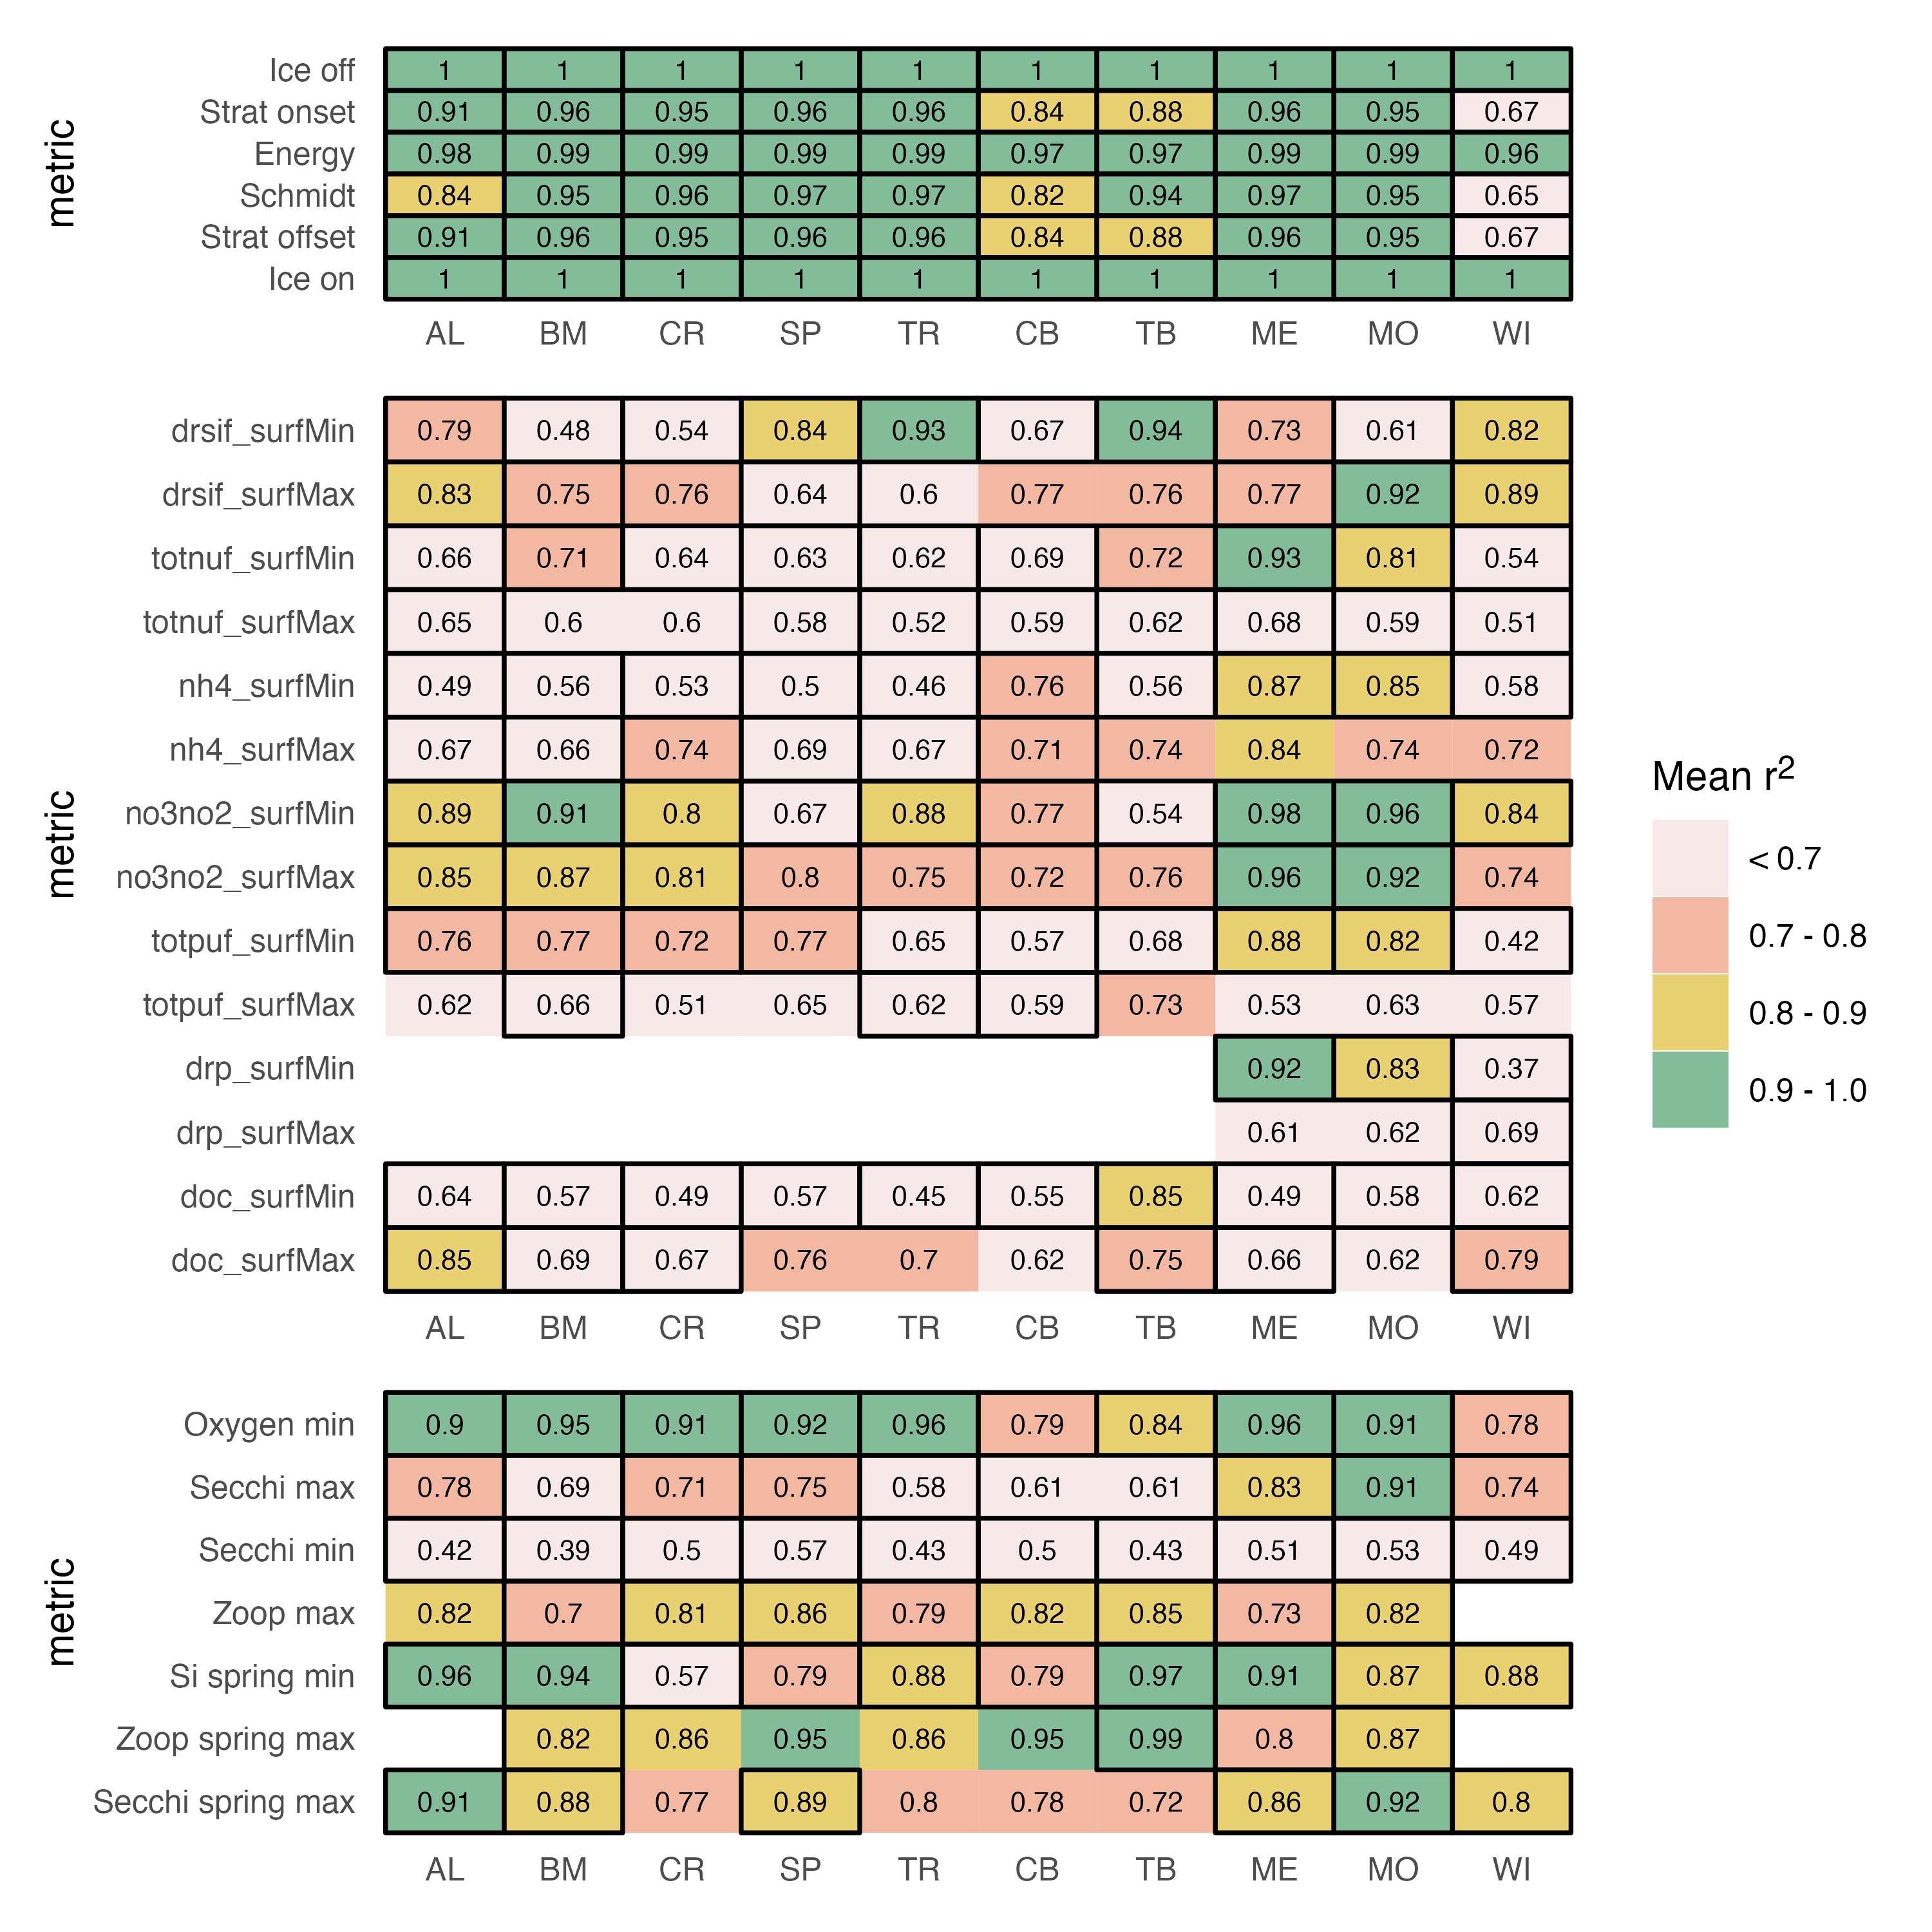 Ice off 1 1 1 1 1 1 1 1 1 1
Strat onset 0.91 0.96 0.95 0.96 0.96 0.84 0.88 0.96 0.95 0.67
Energy 0.98 0.99 0.99 0.99 0.99 0.97 0.97 0.99 0.99 0.96
Schmidt 0.84 0.95 0.96 0.97 0.97 0.82 0.94 0.97 0.95 0.65
Strat offset 0.91 0.96 0.95 0.96 0.96 0.84 0.88 0.96 0.95 0.67
Ice on 1 1 1 1 1 1 1 1 1 1
metric
AL BM CR SP TR CB TB ME MO WI
drsif_surfMin 0.79 0.48 0.54 0.84 0.93 0.67 0.94 0.73 0.61 0.82
drsif_surfMax 0.83 0.75 0.76 0.64 0.6 0.77 0.76 0.77 0.92 0.89
totnuf_surfMin 0.66 0.71 0.64 0.63 0.62 0.69 0.72 0.93 0.81 0.54
totnuf_surfMax 0.65 0.6 0.6 0.58 0.52 0.59 0.62 0.68 0.59 0.51
nh4_surfMin 0.49 0.56 0.53 0.5 0.46 0.76 0.56 0.87 0.85 0.58
nh4_surfMax 0.67 0.66 0.74 0.69 0.67 0.71 0.74 0.84 0.74 0.72
no3no2_surfMin 0.89 0.91 0.8 0.67 0.88 0.77 0.54 0.98 0.96 0.84
no3no2_surfMax 0.85 0.87 0.81 0.8 0.75 0.72 0.76 0.96 0.92 0.74
totpuf_surfMin 0.76 0.77 0.72 0.77 0.65 0.57 0.68 0.88 0.82 0.42
totpuf_surfMax 0.62 0.66 0.51 0.65 0.62 0.59 0.73 0.53 0.63 0.57
drp_surfMin 0.92 0.83 0.37
drp_surfMax 0.61 0.62 0.69
doc_surfMin 0.64 0.57 0.49 0.57 0.45 0.55 0.85 0.49 0.58 0.62
doc_surfMax 0.85 0.69 0.67 0.76 0.7 0.62 0.75 0.66 0.62 0.79
metric
AL BM CR SP TR CB TB ME MO WI
Oxygen min 0.9 0.95 0.91 0.92 0.96 0.79 0.84 0.96 0.91 0.78
Secchi max 0.78 0.69 0.71 0.75 0.58 0.61 0.61 0.83 0.91 0.74
Secchi min 0.42 0.39 0.5 0.57 0.43 0.5 0.43 0.51 0.53 0.49
Zoop max 0.82 0.7 0.81 0.86 0.79 0.82 0.85 0.73 0.82
Si spring min 0.96 0.94 0.57 0.79 0.88 0.79 0.97 0.91 0.87 0.88
Zoop spring max 0.82 0.86 0.95 0.86 0.95 0.99 0.8 0.87
Secchi spring max 0.91 0.88 0.77 0.89 0.8 0.78 0.72 0.86 0.92 0.8
metric
AL BM CR SP TR CB TB ME MO WI
Mean r²
< 0.7
0.7 - 0.8
0.8 - 0.9
0.9 - 1.0